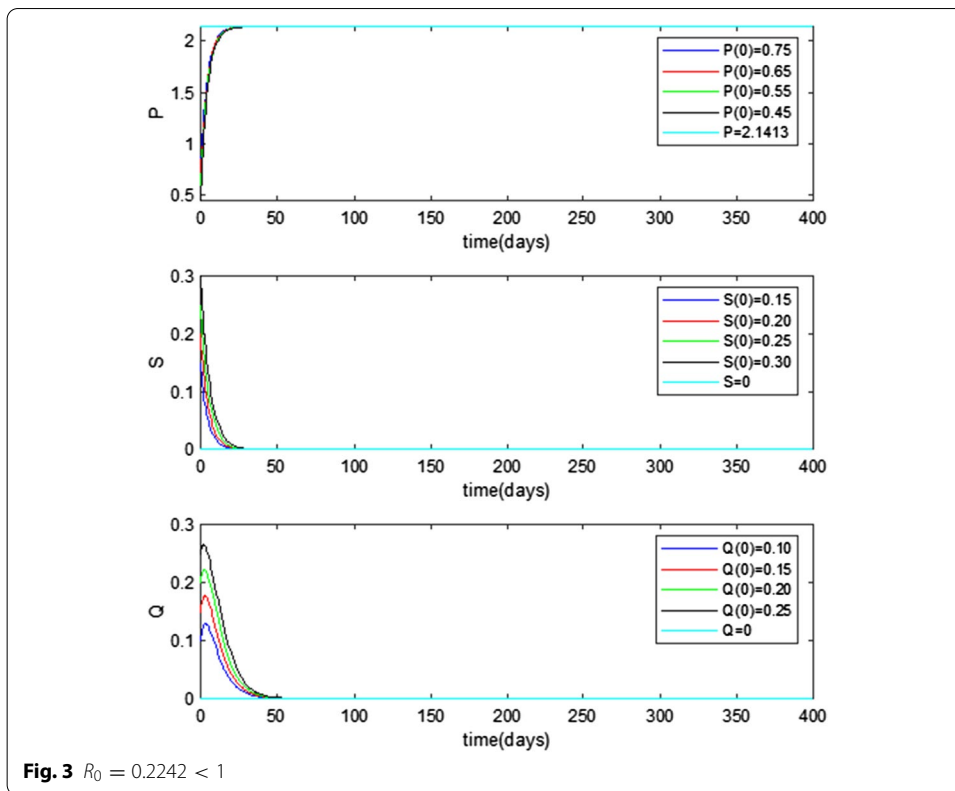 2
1.5
1
0.5
P
P(0)=0.75
P(0)=0.65
P(0)=0.55
P(0)=0.45
P=2.1413
0 50 100 150 200 250 300 350 400
time(days)
0.3
0.2
0.1
0
S
S(0)=0.15
S(0)=0.20
S(0)=0.25
S(0)=0.30
S=0
0 50 100 150 200 250 300 350 400
time(days)
0.3
0.2
0.1
0
Q
Q(0)=0.10
Q(0)=0.15
Q(0)=0.20
Q(0)=0.25
Q=0
0 50 100 150 200 250 300 350 400
time(days)
Fig. 3 R₀ = 0.2242 < 1